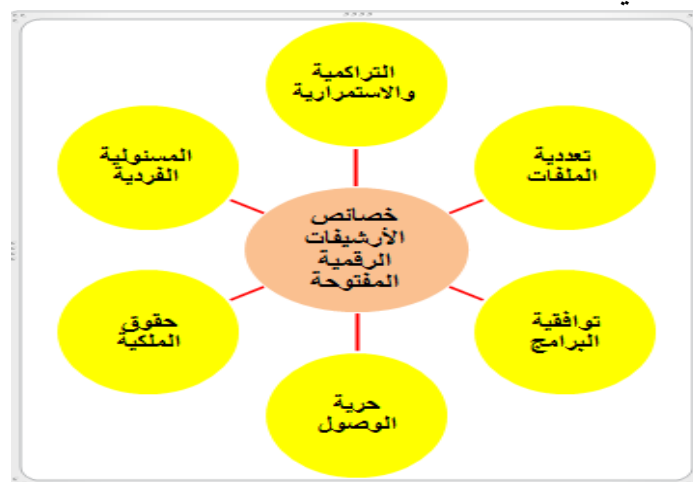 التراكمية
والاستمرارية
تعددية
الملفات
توافقية
البرامج
حرية
الوصول
حقوق
الملكية
المسئولية
الفردية
خصائص
الأرشيفات
الرقمية
المفتوحة